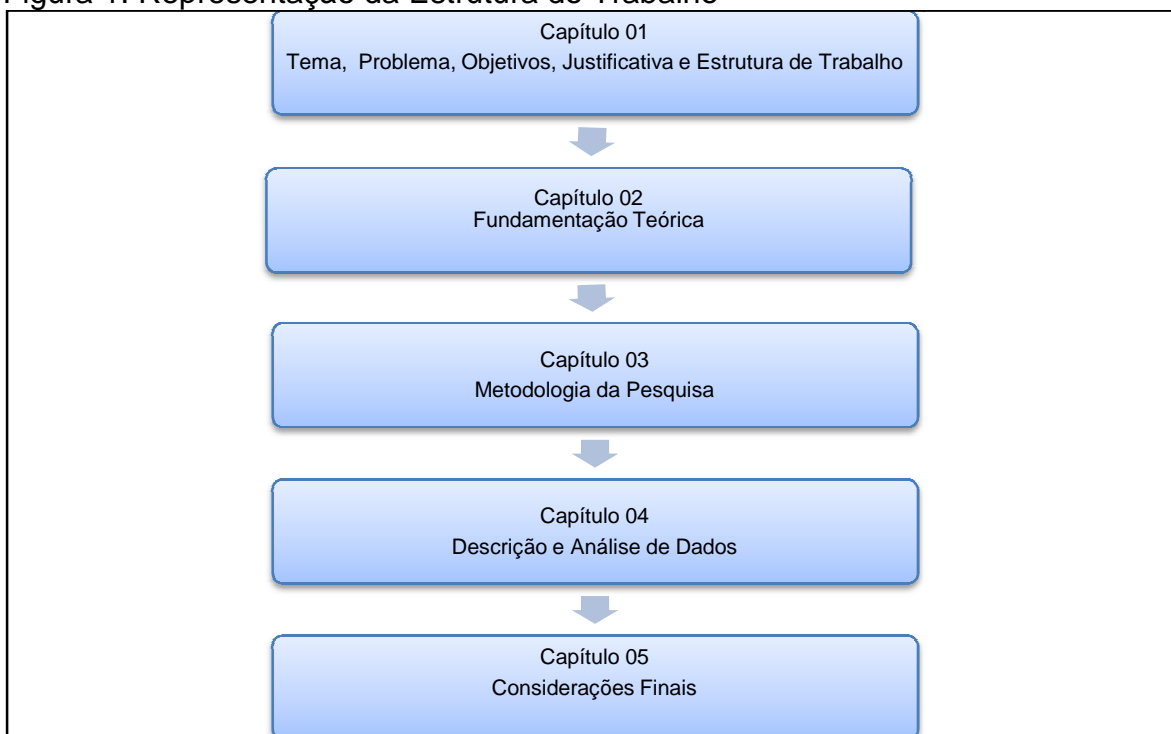 Figura 1: Representação da Estrutura do Trabalho
Capítulo 01
Tema, Problema, Objetivos, Justificativa e Estrutura de Trabalho
Capítulo 02
Fundamentação Teórica
Capítulo 03
Metodologia da Pesquisa
Capítulo 04
Descrição e Análise de Dados
Capítulo 05
Considerações Finais